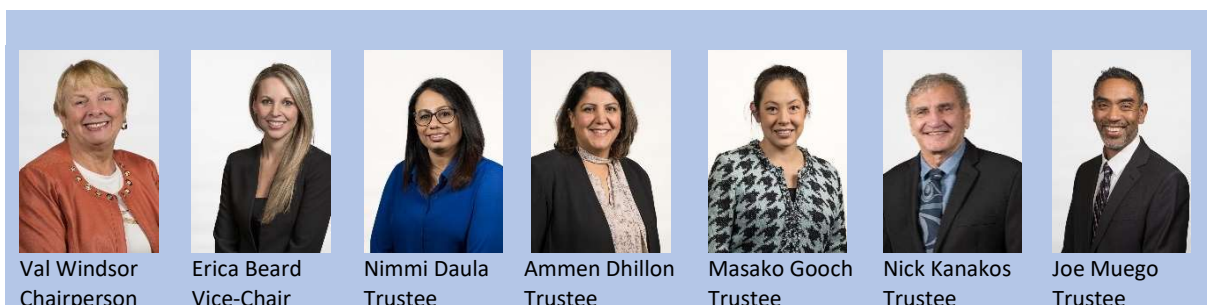 Val Windsor
Chairperson
Erica Beard
Vice-Chair
Nimmi Daula
Trustee
Ammen Dhillon
Trustee
Masako Gooch
Trustee
Nick Kanakos
Trustee
Joe Muego
Trustee